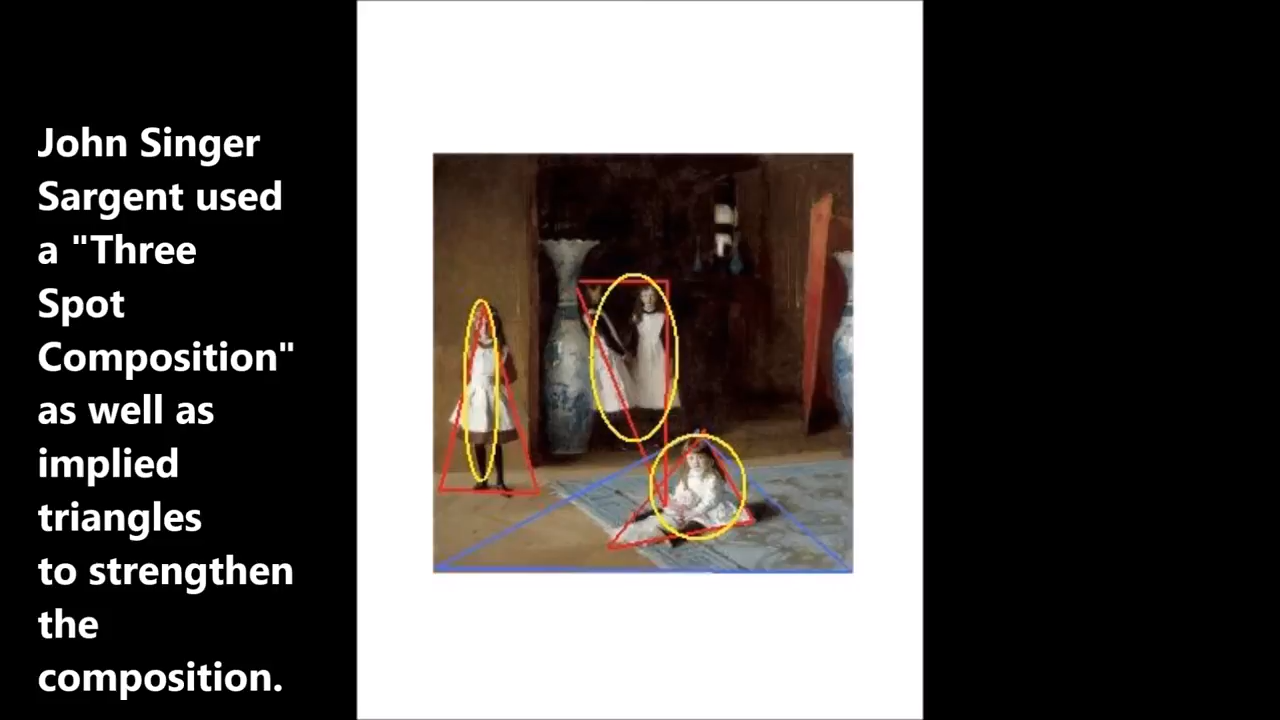 John Singer
Sargent used
a "Three
Spot
Composition"
as well as
implied
triangles
to strengthen
the
composition.